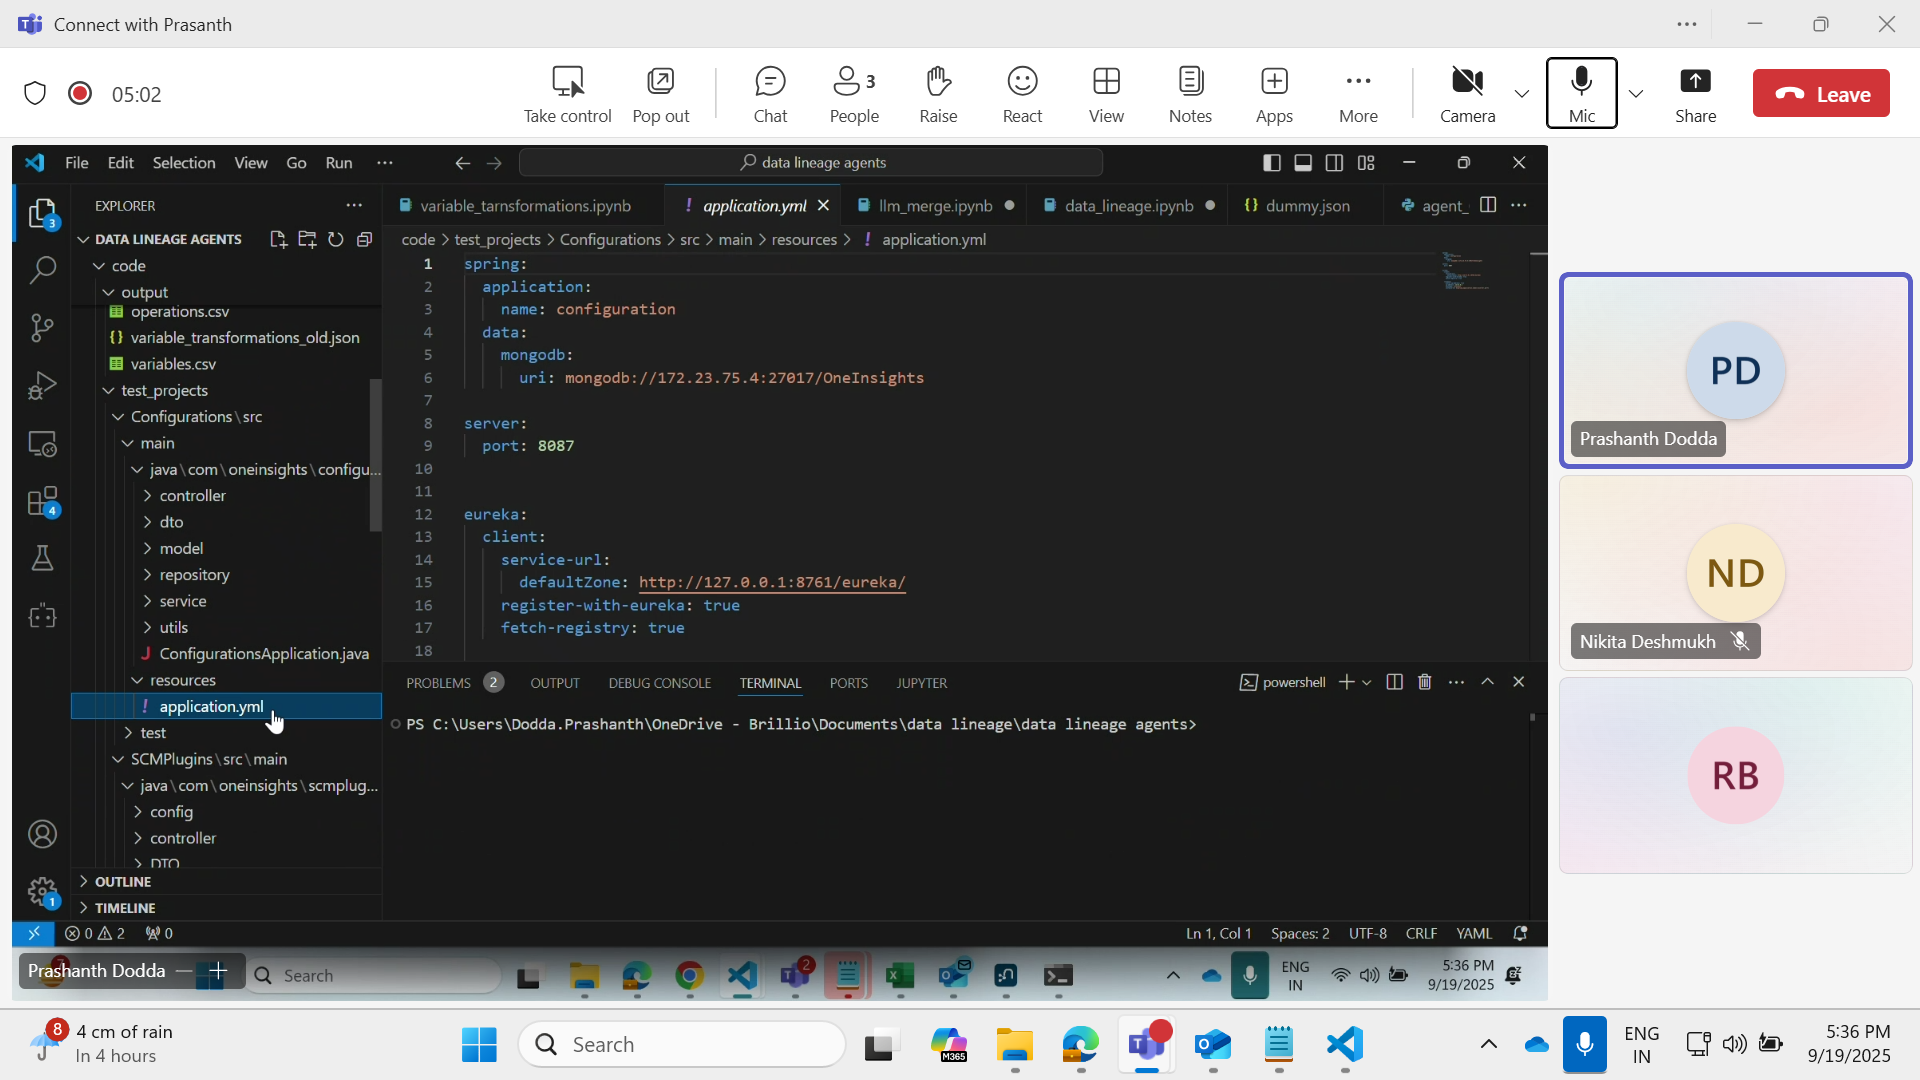 Connect with Prasanth
05:02
Take control
Pop out
Chat
3
People
Raise
React
View
Notes
Apps
More
Camera
Mic
Share
Leave
File Edit Selection View Go Run
data lineage agents
EXPLORER
variable_tarnsformations.ipynb
! application.yml
llm_merge.ipynb
data_lineage.ipynb
{} dummy.json
agent_
3
DATA LINEAGE AGENTS
code > test_projects > Configurations > src > main > resources > ! application.yml
code
output
operations.csv
{} variable_transformations_old.json
variables.csv
test_projects
Configurations\src
main
java\com\oneinsights\configu...
controller
dto
model
repository
service
utils
J ConfigurationsApplication.java
resources
! application.yml
test
SCMPlugins\src\main
java\com\oneinsights\scmplug...
config
controller
DTO
OUTLINE
TIMELINE
4
1
1 spring:
2 application:
3 name: configuration
4 data:
5 mongodb:
6 uri: mongodb://172.23.75.4:27017/OneInsights
7
8 server:
9 port: 8087
10
11
12 eureka:
13 client:
14 service-url:
15 defaultZone: http://127.0.0.1:8761/eureka/
16 register-with-eureka: true
17 fetch-registry: true
18
PROBLEMS 2 OUTPUT DEBUG CONSOLE TERMINAL PORTS JUPYTER
powershell
PS C:\Users\Dodda.Prashanth\OneDrive - Brillio\Documents\data lineage\data lineage agents>
0 2 0
Ln 1, Col 1 Spaces: 2 UTF-8 CRLF YAML
Prashanth Dodda
Search
2
ENG
IN
5:36 PM
9/19/2025
PD
Prashanth Dodda
ND
Nikita Deshmukh
RB
8
4 cm of rain
In 4 hours
Search
M365
ENG
IN
5:36 PM
9/19/2025